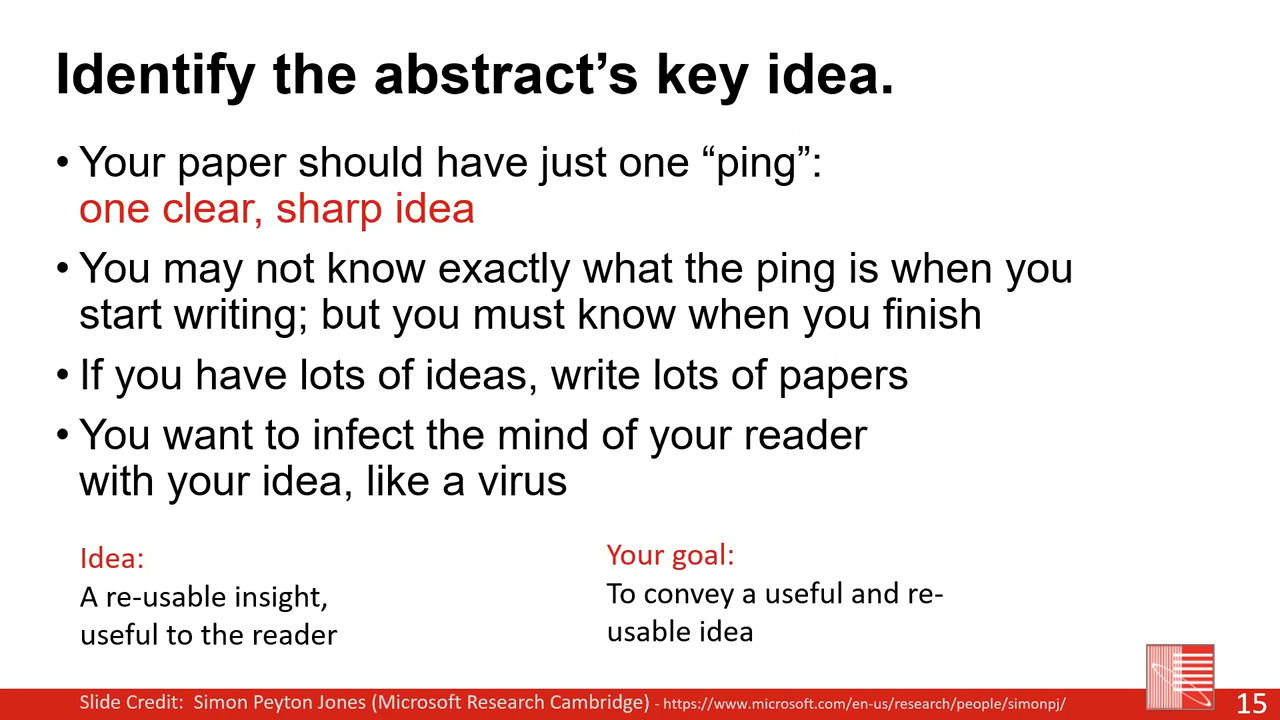 Identify the abstract’s key idea.
• Your paper should have just one “ping”:
one clear, sharp idea
• You may not know exactly what the ping is when you
start writing; but you must know when you finish
• If you have lots of ideas, write lots of papers
• You want to infect the mind of your reader
with your idea, like a virus
Idea:
A re-usable insight,
useful to the reader
Your goal:
To convey a useful and re-
usable idea
Slide Credit: Simon Peyton Jones (Microsoft Research Cambridge) - https://www.microsoft.com/en-us/research/people/simonpj/
15